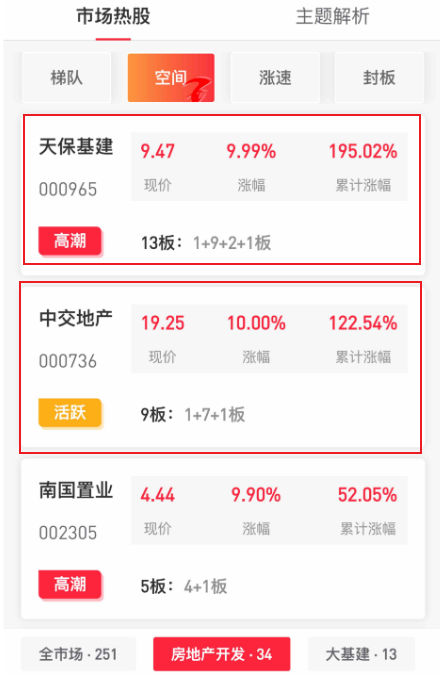 市场热股 主题解析
梯队 空间 涨速 封板
天保基建 9.47 9.99% 195.02%
000965 现价 涨幅 累计涨幅
高潮 13板：1+9+2+1板
中交地产 19.25 10.00% 122.54%
000736 现价 涨幅 累计涨幅
活跃 9板：1+7+1板
南国置业 4.44 9.90% 52.05%
002305 现价 涨幅 累计涨幅
高潮 5板：4+1板
全市场·251 房地产开发·34 大基建·13